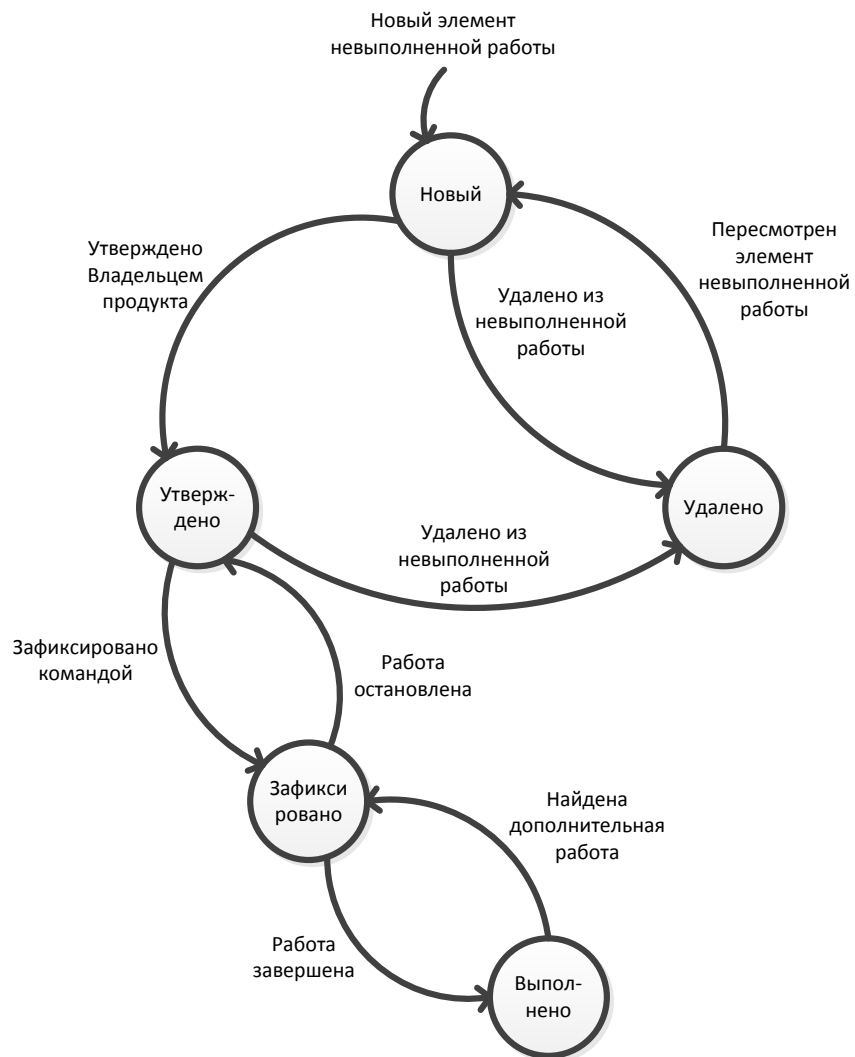 Новый элемент
невыполненной работы
Новый
Утверждено
Владельцем
продукта
Пересмотрен
элемент
невыполненной
работы
Удалено из
невыполненной
работы
Утверж-
дено
Удалено
Удалено из
невыполненной
работы
Зафиксировано
командой
Работа
остановлена
Зафикси
ровано
Найдена
дополнительная
работа
Работа
завершена
Выпол-
нено